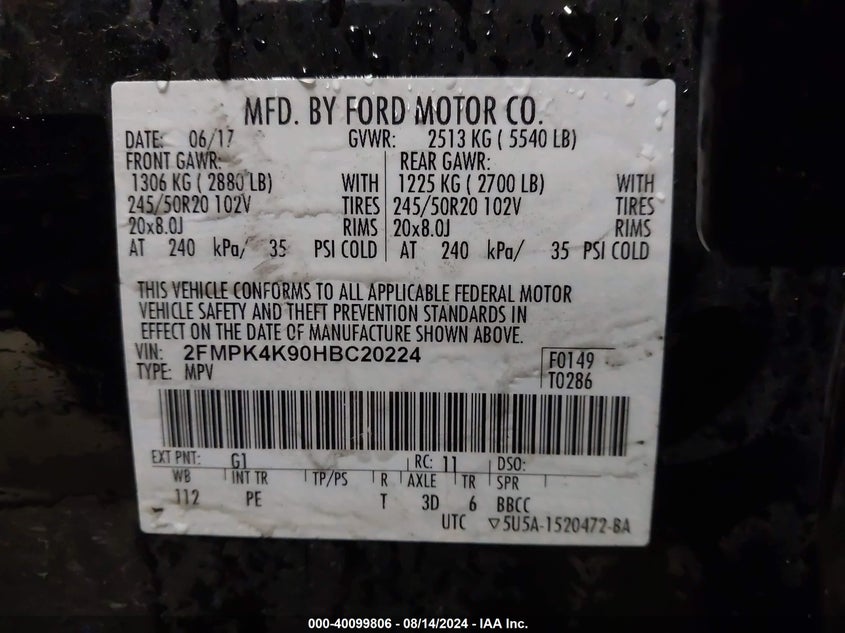 MFD. BY FORD MOTOR CO.
DATE: 06/17 GVWR: 2513 KG ( 5540 LB)
FRONT GAWR: REAR GAWR:
1306 KG ( 2880 LB) WITH 1225 KG ( 2700 LB) WITH
245/50R20 102V TIRES 245/50R20 102V TIRES
20x8.0J RIMS 20x8.0J RIMS
AT 240 kPa/ 35 PSI COLD AT 240 kPa/ 35 PSI COLD
THIS VEHICLE CONFORMS TO ALL APPLICABLE FEDERAL MOTOR
VEHICLE SAFETY AND THEFT PREVENTION STANDARDS IN
EFFECT ON THE DATE OF MANUFACTURE SHOWN ABOVE.
VIN: 2FMPK4K90HBC20224 F0149
TYPE: MPV T0286
EXT PNT: G1 RC: 11 DSO:
WB INT TR TP/PS R AXLE TR SPR
112 PE T 3D 6 BBCC
UTC ▽5U5A-1520472-BA
000-40099806 - 08/14/2024 - IAA Inc.